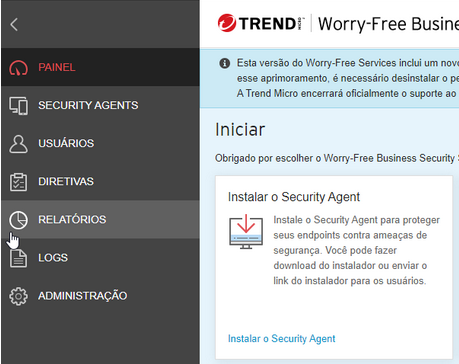 PAINEL
SECURITY AGENTS
USUÁRIOS
DIRETIVAS
RELATÓRIOS
LOGS
ADMINISTRAÇÃO
TREND MICRO | Worry-Free Busine
Esta versão do Worry-Free Services inclui um nov
esse aprimoramento, é necessário desinstalar o pe
A Trend Micro encerrará oficialmente o suporte ao
Iniciar
Obrigado por escolher o Worry-Free Business Security S
Instalar o Security Agent
Instale o Security Agent para proteger
seus endpoints contra ameaças de
segurança. Você pode fazer
download do instalador ou enviar o
link do instalador para os usuários.
Instalar o Security Agent